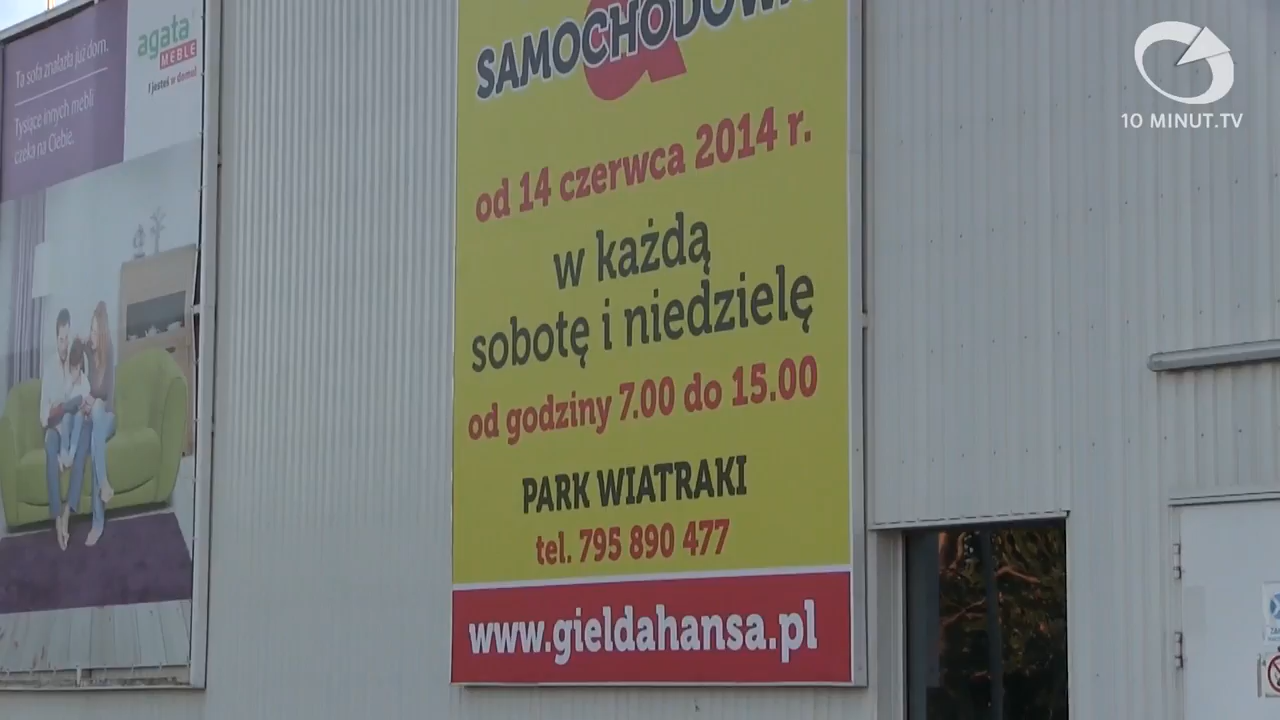 Ta sofa znalazła już dom.
Tysiące innych mebli
czeka na Ciebie.
agata
MEBLE
I jesteś w domu!
SAMOCHODOWA
od 14 czerwca 2014 r.
w każdą
sobotę i niedzielę
od godziny 7.00 do 15.00
PARK WIATRAKI
tel. 795 890 477
www.gieldahansa.pl
10 MINUT.TV